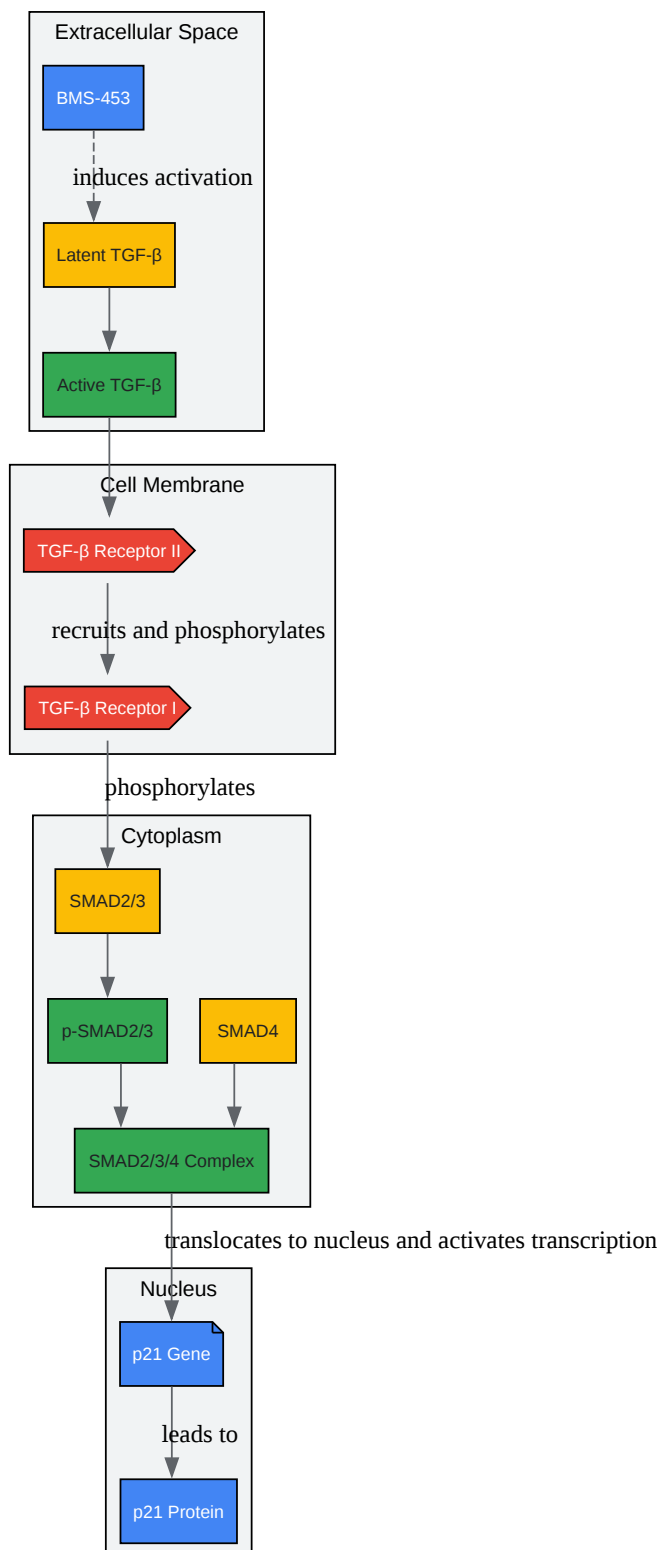 Extracellular Space
BMS-453
induces activation
Latent TGF-β
Active TGF-β
Cell Membrane
TGF-β Receptor II
recruits and phosphorylates
TGF-β Receptor I
phosphorylates
Cytoplasm
SMAD2/3
p-SMAD2/3
SMAD4
SMAD2/3/4 Complex
translocates to nucleus and activates transcription
Nucleus
p21 Gene
leads to
p21 Protein